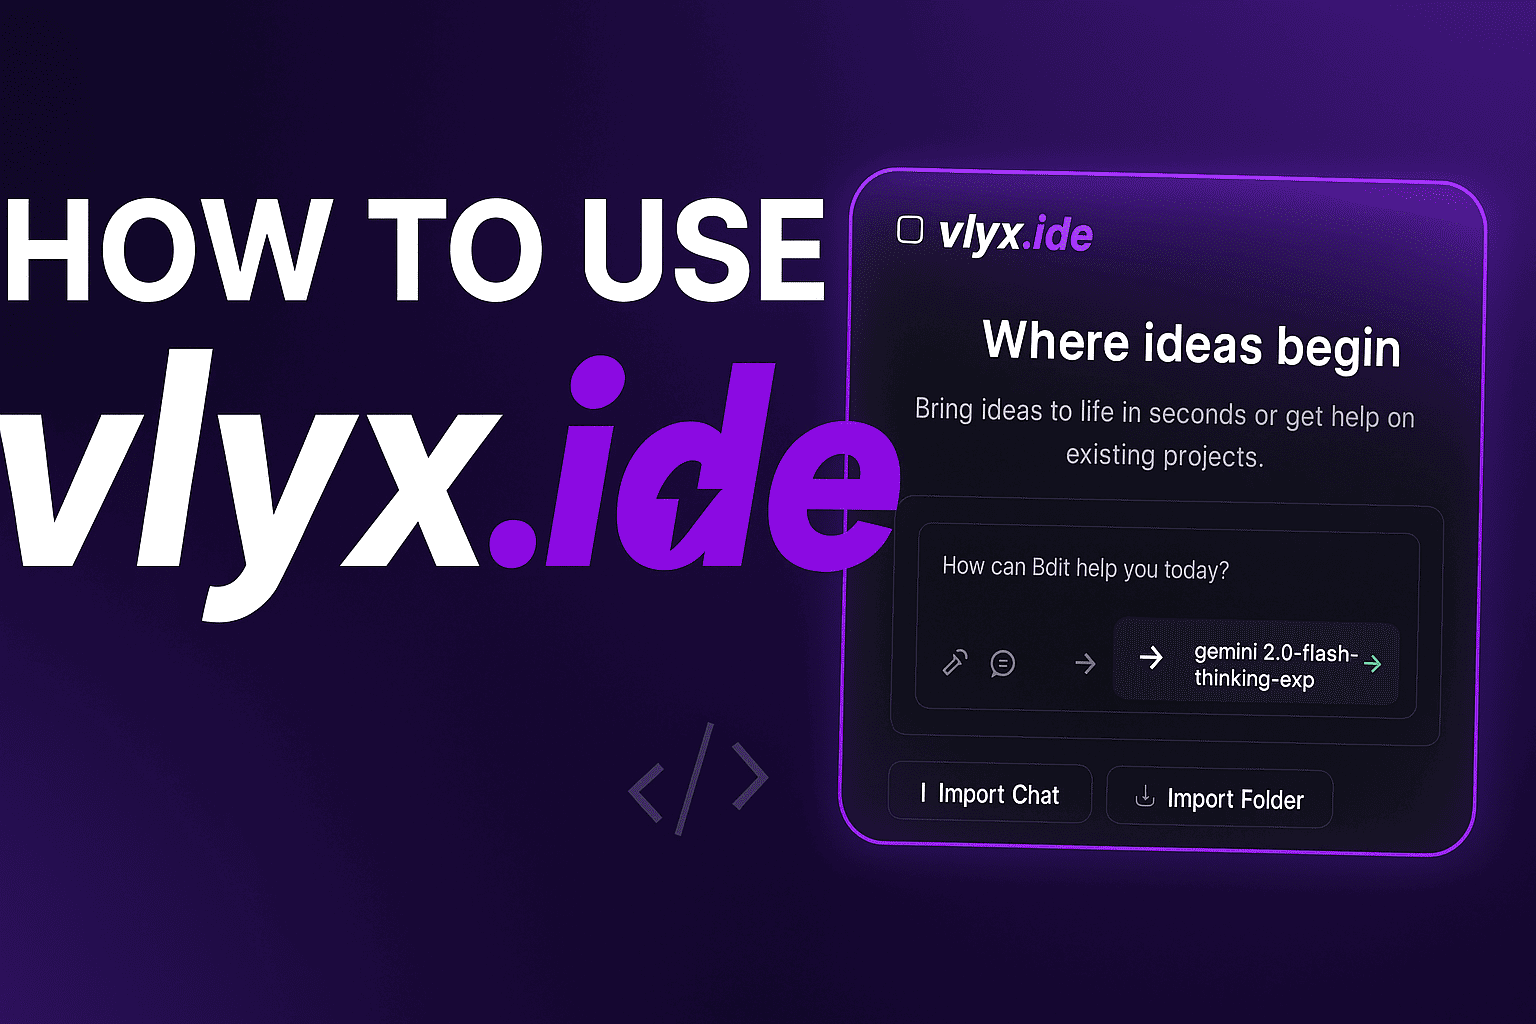 HOW TO USE
vlyx.ide
vlyx.ide
Where ideas begin
Bring ideas to life in seconds or get help on
existing projects.
How can Bdit help you today?
gemini 2.0-flash-
thinking-exp
Import Chat
Import Folder